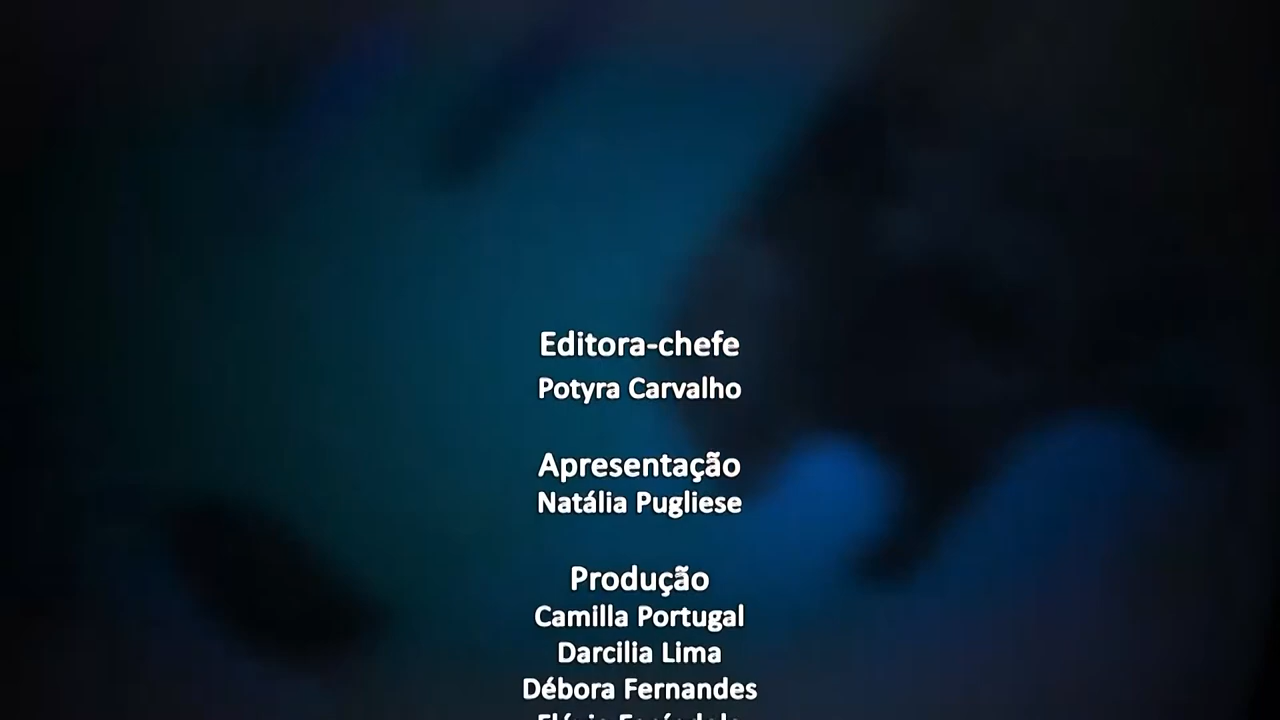 Editora-chefe
Potyra Carvalho
Apresentação
Natália Pugliese
Produção
Camilla Portugal
Darcilia Lima
Débora Fernandes